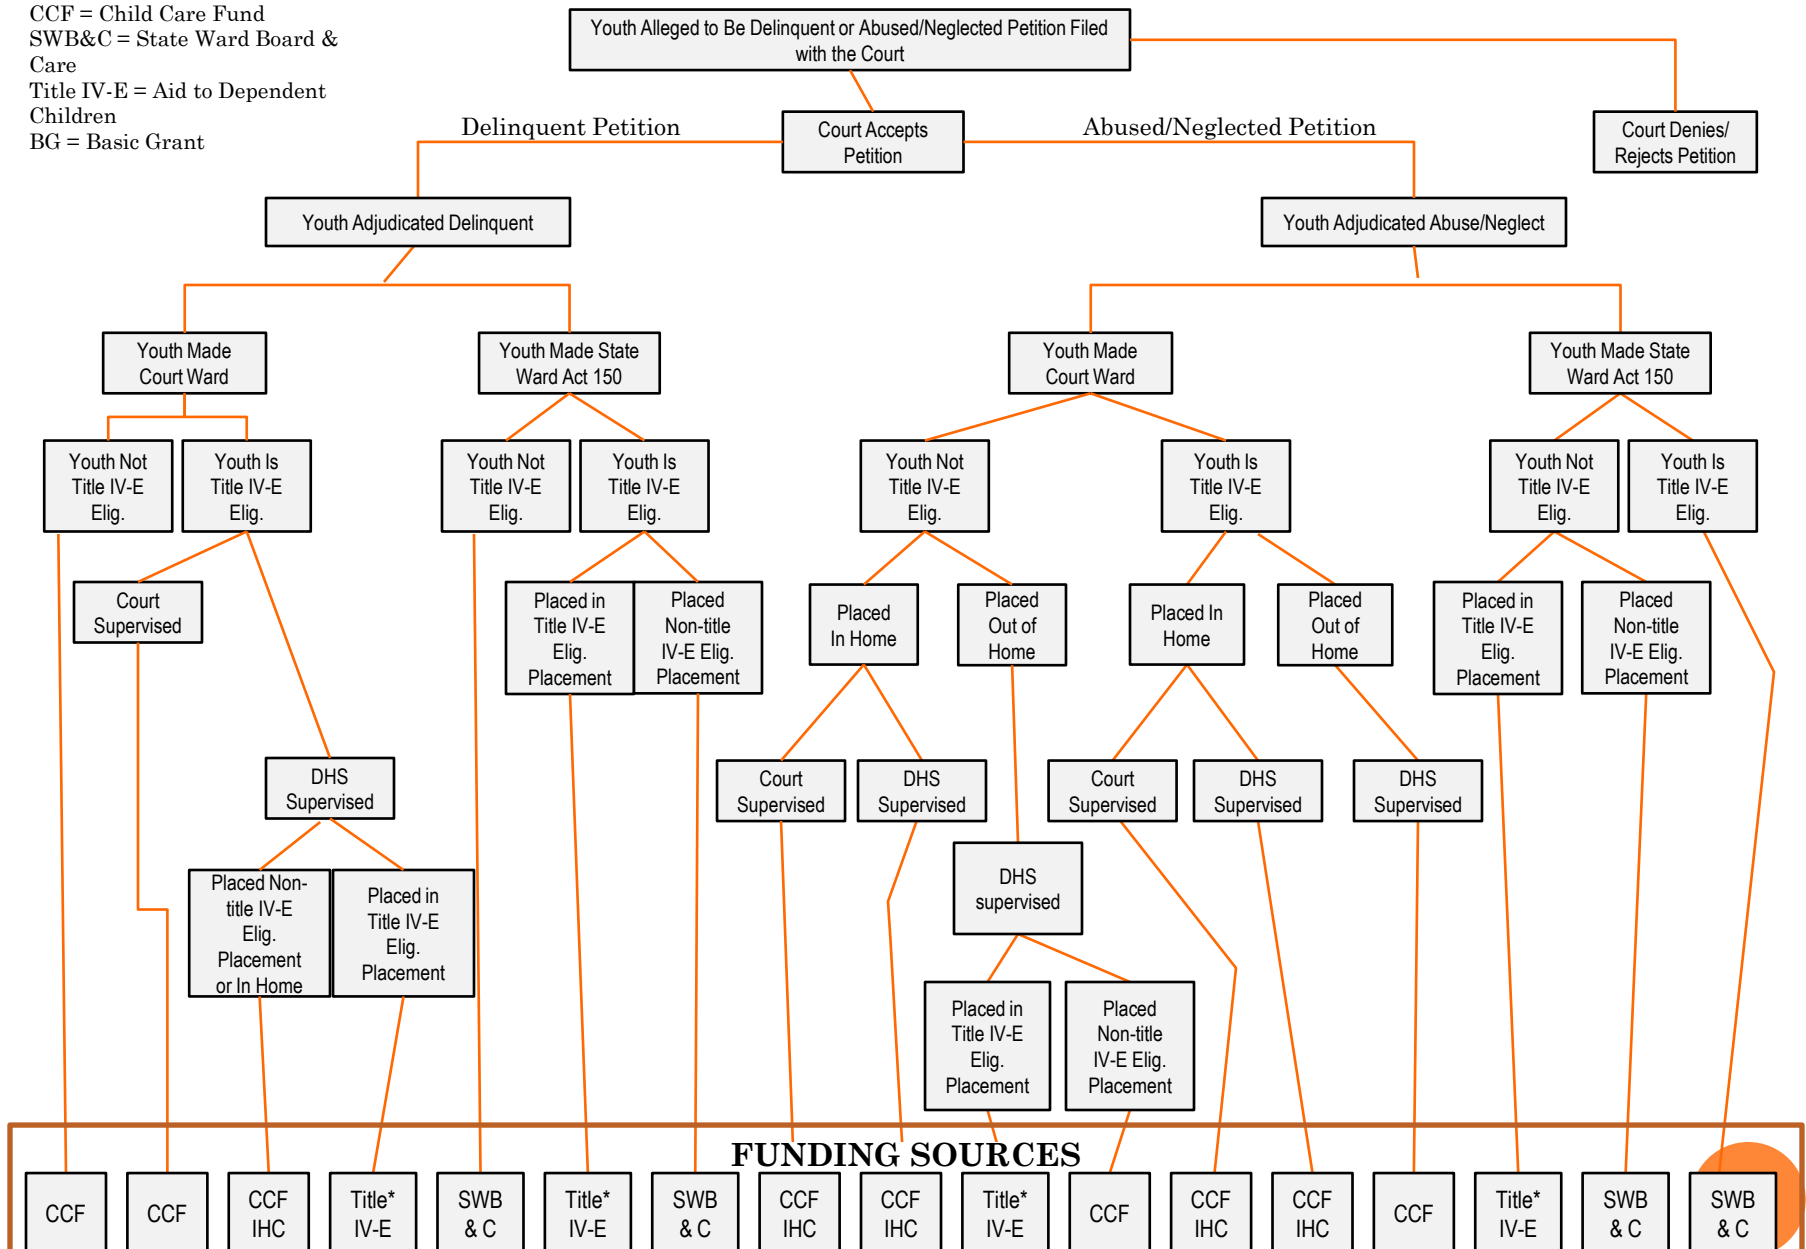 CCF = Child Care Fund
SWB&C = State Ward Board &
Care
Title IV-E = Aid to Dependent
Children
BG = Basic Grant
Youth Alleged to Be Delinquent or Abused/Neglected Petition Filed
with the Court
Delinquent Petition
Court Accepts
Petition
Abused/Neglected Petition
Court Denies/
Rejects Petition
Youth Adjudicated Delinquent
Youth Adjudicated Abuse/Neglect
Youth Made
Court Ward
Youth Made State
Ward Act 150
Youth Made
Court Ward
Youth Made State
Ward Act 150
Youth Not
Title IV-E
Elig.
Youth Is
Title IV-E
Elig.
Youth Not
Title IV-E
Elig.
Youth Is
Title IV-E
Elig.
Youth Not
Title IV-E
Elig.
Youth Is
Title IV-E
Elig.
Youth Not
Title IV-E
Elig.
Youth Is
Title IV-E
Elig.
Court
Supervised
Placed in
Title IV-E
Elig.
Placement
Placed
Non-title
IV-E Elig.
Placement
Placed
In Home
Placed
Out of
Home
Placed In
Home
Placed
Out of
Home
Placed in
Title IV-E
Elig.
Placement
Placed
Non-title
IV-E Elig.
Placement
DHS
Supervised
Court
Supervised
DHS
Supervised
Court
Supervised
DHS
Supervised
DHS
Supervised
Placed Non-
title IV-E
Elig.
Placement
or In Home
Placed in
Title IV-E
Elig.
Placement
DHS
supervised
Placed in
Title IV-E
Elig.
Placement
Placed
Non-title
IV-E Elig.
Placement
FUNDING SOURCES
CCF
CCF
CCF
IHC
Title*
IV-E
SWB
& C
Title*
IV-E
SWB
& C
CCF
IHC
CCF
IHC
Title*
IV-E
CCF
CCF
IHC
CCF
IHC
CCF
Title*
IV-E
SWB
& C
SWB
& C